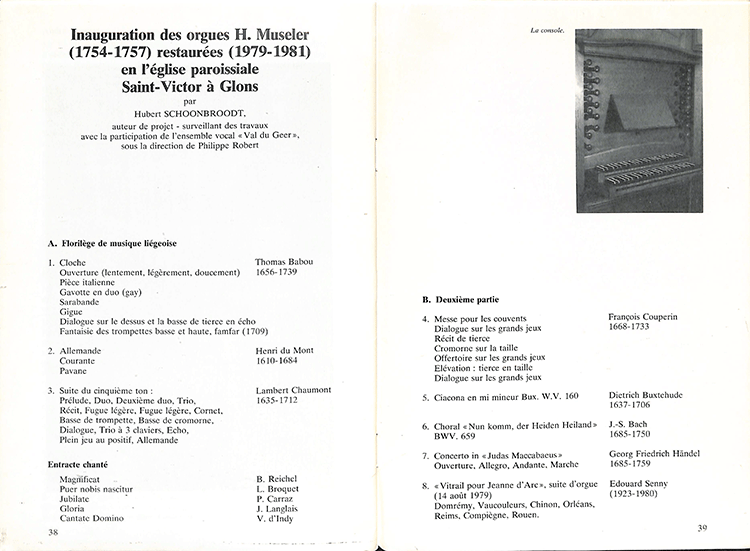 Inauguration des orgues H. Museler
(1754-1757) restaurées (1979-1981)
en l'église paroissiale
Saint-Victor à Glons
par
Hubert SCHOONBROODT,
auteur de projet - surveillant des travaux
avec la participation de l'ensemble vocal «Val du Geer»,
sous la direction de Philippe Robert
A. Florilège de musique liégeoise
1. Cloche Thomas Babou
Ouverture (lentement, légèrement, doucement) 1656-1739
Pièce italienne
Gavotte en duo (gay)
Sarabande
Gigue
Dialogue sur le dessus et la basse de tierce en écho
Fantaisie des trompettes basse et haute, famfar (1709)
2. Allemande Henri du Mont
Courante 1610-1684
Pavane
3. Suite du cinquième ton : Lambert Chaumont
Prélude, Duo, Deuxième duo, Trio, 1635-1712
Récit, Fugue légère, Fugue légère, Cornet,
Basse de trompette, Basse de cromorne,
Dialogue, Trio à 3 claviers, Echo,
Plein jeu au positif, Allemande
Entracte chanté
Magnificat B. Reichel
Puer nobis nascitur L. Broquet
Jubilate P. Carraz
Gloria J. Langlais
Cantate Domino V. d'Indy
38
La console.
B. Deuxième partie
4. Messe pour les couvents François Couperin
Dialogue sur les grands jeux 1668-1733
Récit de tierce
Cromorne sur la taille
Offertoire sur les grands jeux
Elévation : tierce en taille
Dialogue sur les grands jeux
5. Ciacona en mi mineur Bux. W.V. 160 Dietrich Buxtehude
1637-1706
6. Choral «Nun komm, der Heiden Heiland» J.-S. Bach
BWV. 659 1685-1750
7. Concerto in «Judas Maccabaeus» Georg Friedrich Händel
Ouverture, Allegro, Andante, Marche 1685-1759
8. «Vitrail pour Jeanne d'Arc», suite d'orgue Edouard Senny
(14 août 1979) (1923-1980)
Domrémy, Vaucouleurs, Chinon, Orléans,
Reims, Compiègne, Rouen.
39